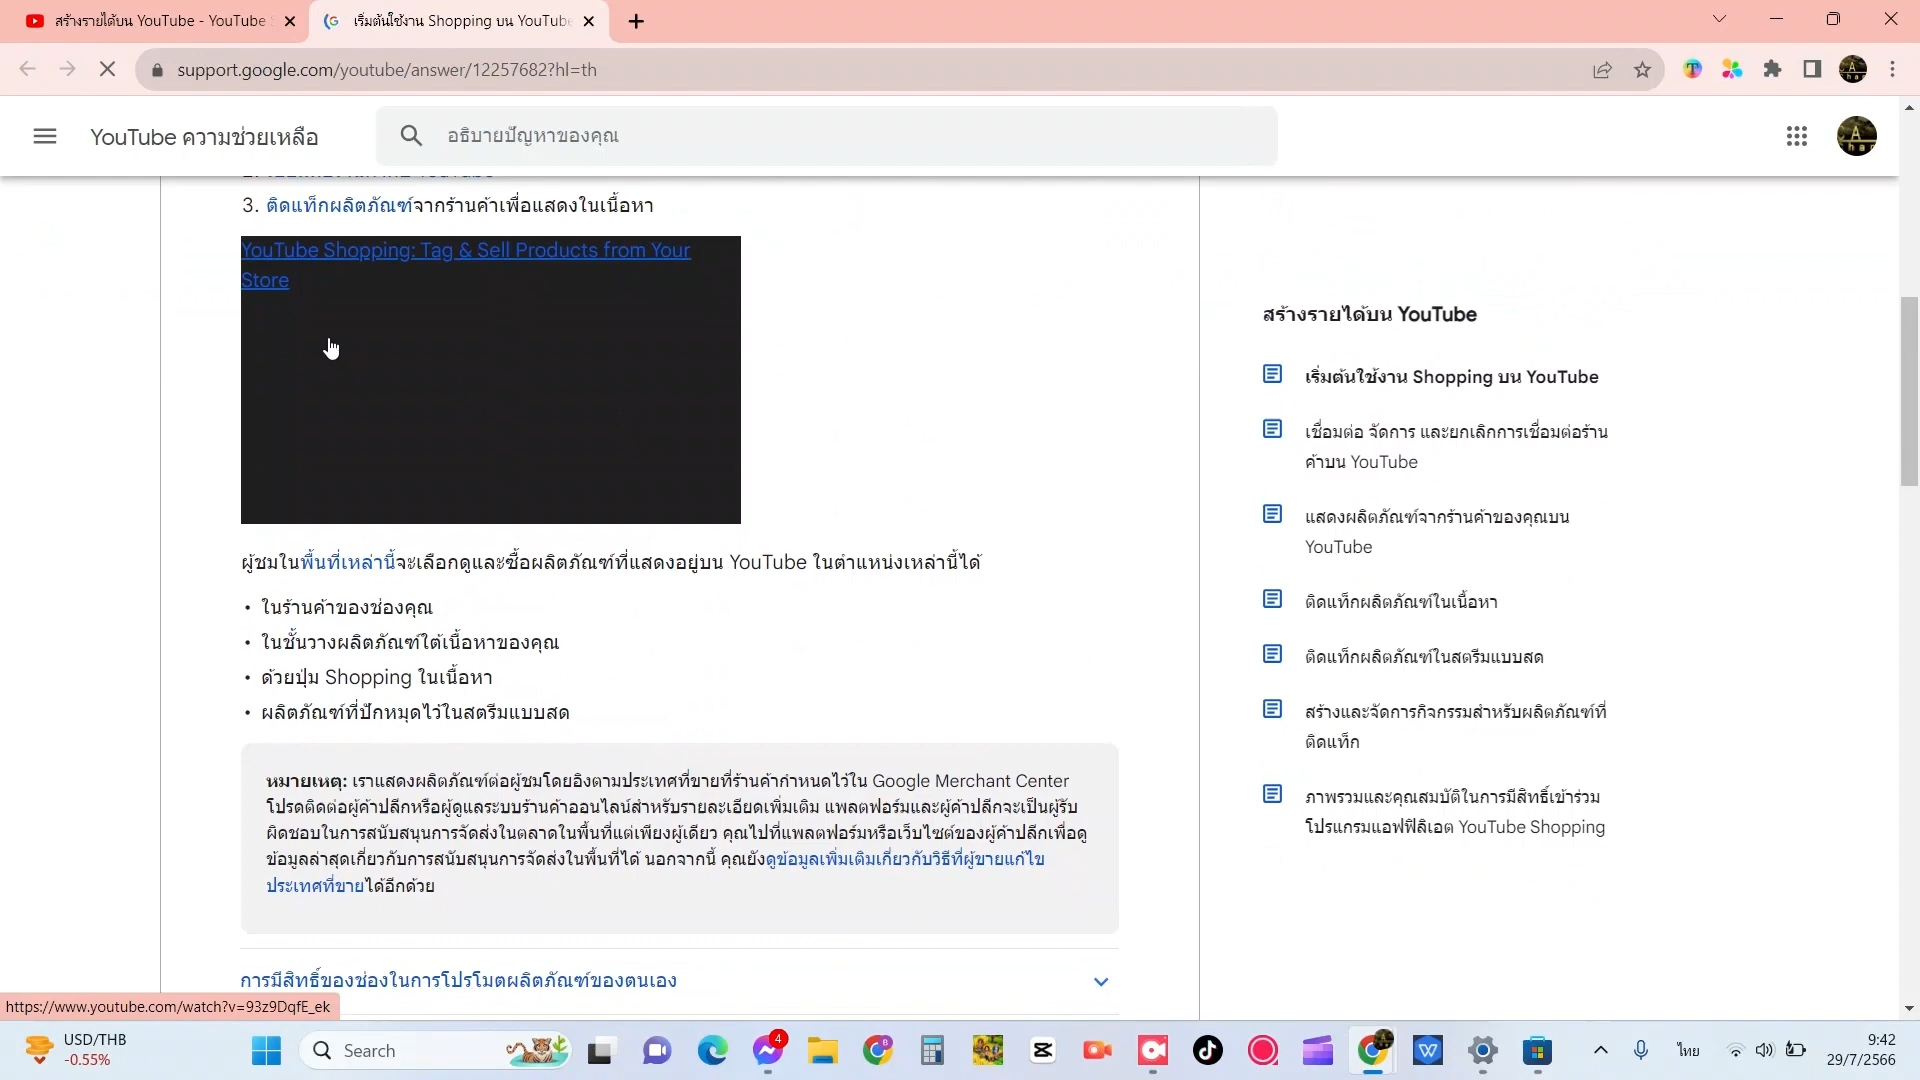 สร้างรายได้บน YouTube - YouTube S
เริ่มต้นใช้งาน Shopping บน YouTube
support.google.com/youtube/answer/12257682?hl=th
YouTube ความช่วยเหลือ
อธิบายปัญหาของคุณ
3. ติดแท็กผลิตภัณฑ์จากร้านค้าเพื่อแสดงในเนื้อหา
YouTube Shopping: Tag & Sell Products from Your
Store
ผู้ชมในพื้นที่เหล่านี้จะเลือกดูและซื้อผลิตภัณฑ์ที่แสดงอยู่บน YouTube ในตำแหน่งเหล่านี้ได้
• ในร้านค้าของช่องคุณ
• ในชั้นวางผลิตภัณฑ์ใต้เนื้อหาของคุณ
• ด้วยปุ่ม Shopping ในเนื้อหา
• ผลิตภัณฑ์ที่ปักหมุดไว้ในสตรีมแบบสด
หมายเหตุ: เราแสดงผลิตภัณฑ์ต่อผู้ชมโดยอิงตามประเทศที่ขายที่ร้านค้ากำหนดไว้ใน Google Merchant Center
โปรดติดต่อผู้ค้าปลีกหรือผู้ดูแลระบบร้านค้าออนไลน์สำหรับรายละเอียดเพิ่มเติม แพลตฟอร์มและผู้ค้าปลีกจะเป็นผู้รับ
ผิดชอบในการสนับสนุนการจัดส่งในตลาดในพื้นที่แต่เพียงผู้เดียว คุณไปที่แพลตฟอร์มหรือเว็บไซต์ของผู้ค้าปลีกเพื่อดู
ข้อมูลล่าสุดเกี่ยวกับการสนับสนุนการจัดส่งในพื้นที่ได้ นอกจากนี้ คุณยังดูข้อมูลเพิ่มเติมเกี่ยวกับวิธีที่ผู้ขายแก้ไข
ประเทศที่ขายได้อีกด้วย
การมีสิทธิ์ของช่องในการโปรโมตผลิตภัณฑ์ของตนเอง
สร้างรายได้บน YouTube
เริ่มต้นใช้งาน Shopping บน YouTube
เชื่อมต่อ จัดการ และยกเลิกการเชื่อมต่อร้าน
ค้าบน YouTube
แสดงผลิตภัณฑ์จากร้านค้าของคุณบน
YouTube
ติดแท็กผลิตภัณฑ์ในเนื้อหา
ติดแท็กผลิตภัณฑ์ในสตรีมแบบสด
สร้างและจัดการกิจกรรมสำหรับผลิตภัณฑ์ที่
ติดแท็ก
ภาพรวมและคุณสมบัติในการมีสิทธิ์เข้าร่วม
โปรแกรมแอฟฟิลิเอต YouTube Shopping
https://www.youtube.com/watch?v=93z9DqfE_ek
USD/THB
-0.55%
Search
4
ไทย
9:42
29/7/2566